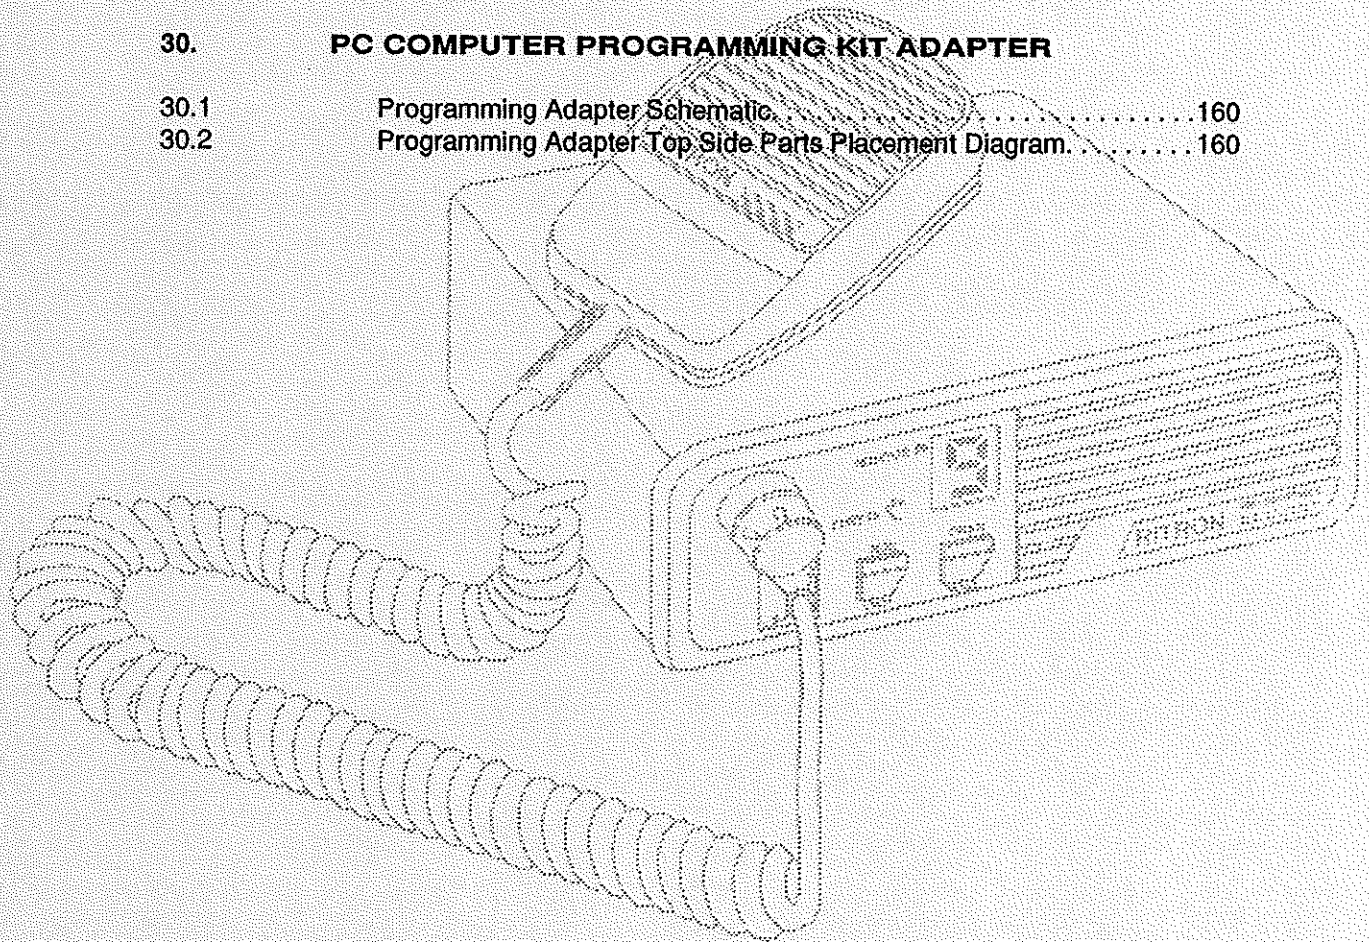 30. PC COMPUTER PROGRAMMING KIT ADAPTER
30.1 Programming Adapter Schematic. . . . . . . . . . . . . . . . . . . . . . . . . . . . .160
30.2 Programming Adapter Top Side Parts Placement Diagram. . . . . . . . . .160
9